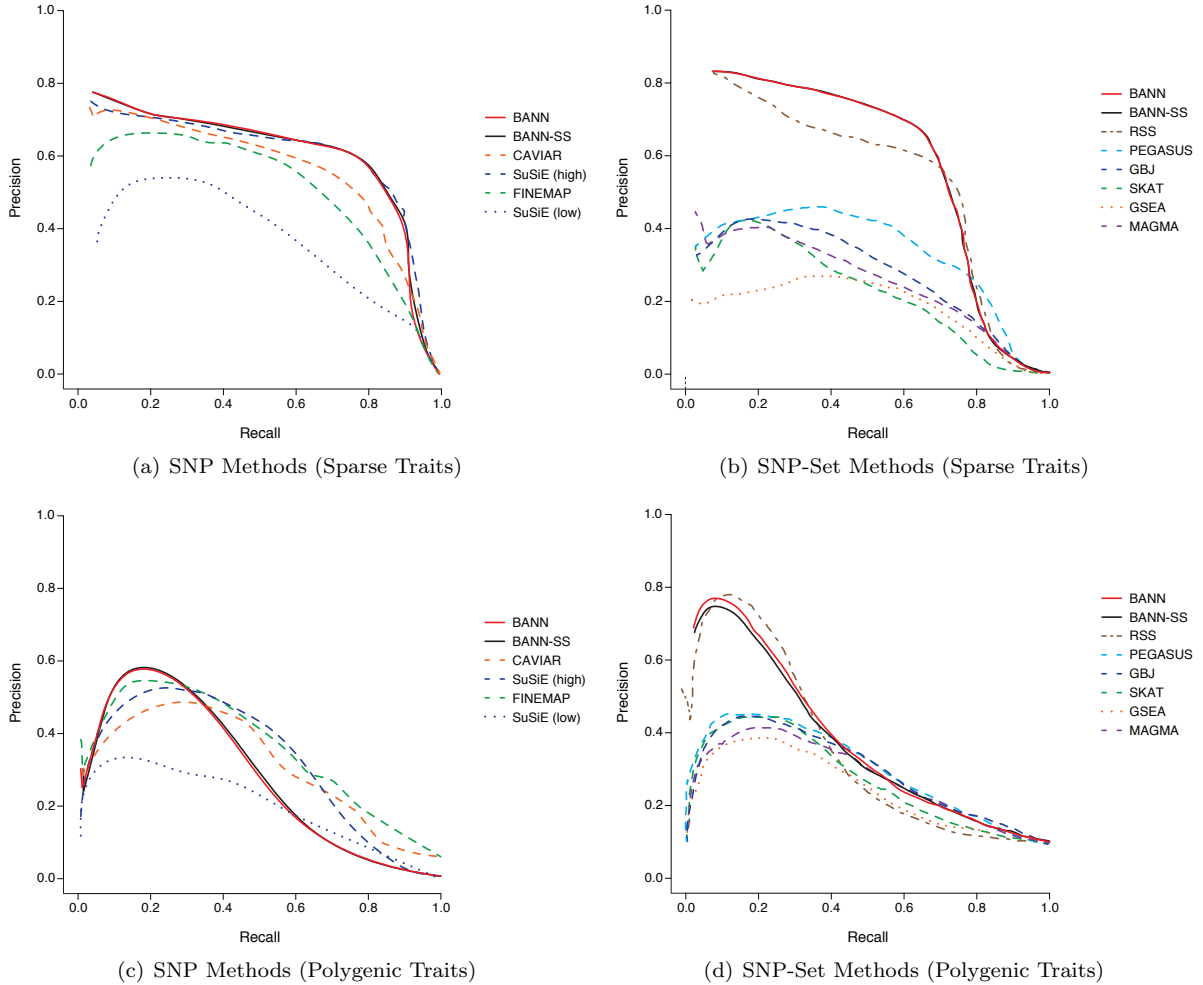 1.0
0.8
0.6
0.4
0.2
0.0
Precision
0.0 0.2 0.4 0.6 0.8 1.0
Recall
BANN
BANN-SS
CAVIAR
SuSiE (high)
FINEMAP
SuSiE (low)
(a) SNP Methods (Sparse Traits)
1.0
0.8
0.6
0.4
0.2
0.0
Precision
0.0 0.2 0.4 0.6 0.8 1.0
Recall
BANN
BANN-SS
RSS
PEGASUS
GBJ
SKAT
GSEA
MAGMA
(b) SNP-Set Methods (Sparse Traits)
1.0
0.8
0.6
0.4
0.2
0.0
Precision
0.0 0.2 0.4 0.6 0.8 1.0
Recall
BANN
BANN-SS
CAVIAR
SuSiE (high)
FINEMAP
SuSiE (low)
(c) SNP Methods (Polygenic Traits)
1.0
0.8
0.6
0.4
0.2
0.0
Precision
0.0 0.2 0.4 0.6 0.8 1.0
Recall
BANN
BANN-SS
RSS
PEGASUS
GBJ
SKAT
GSEA
MAGMA
(d) SNP-Set Methods (Polygenic Traits)